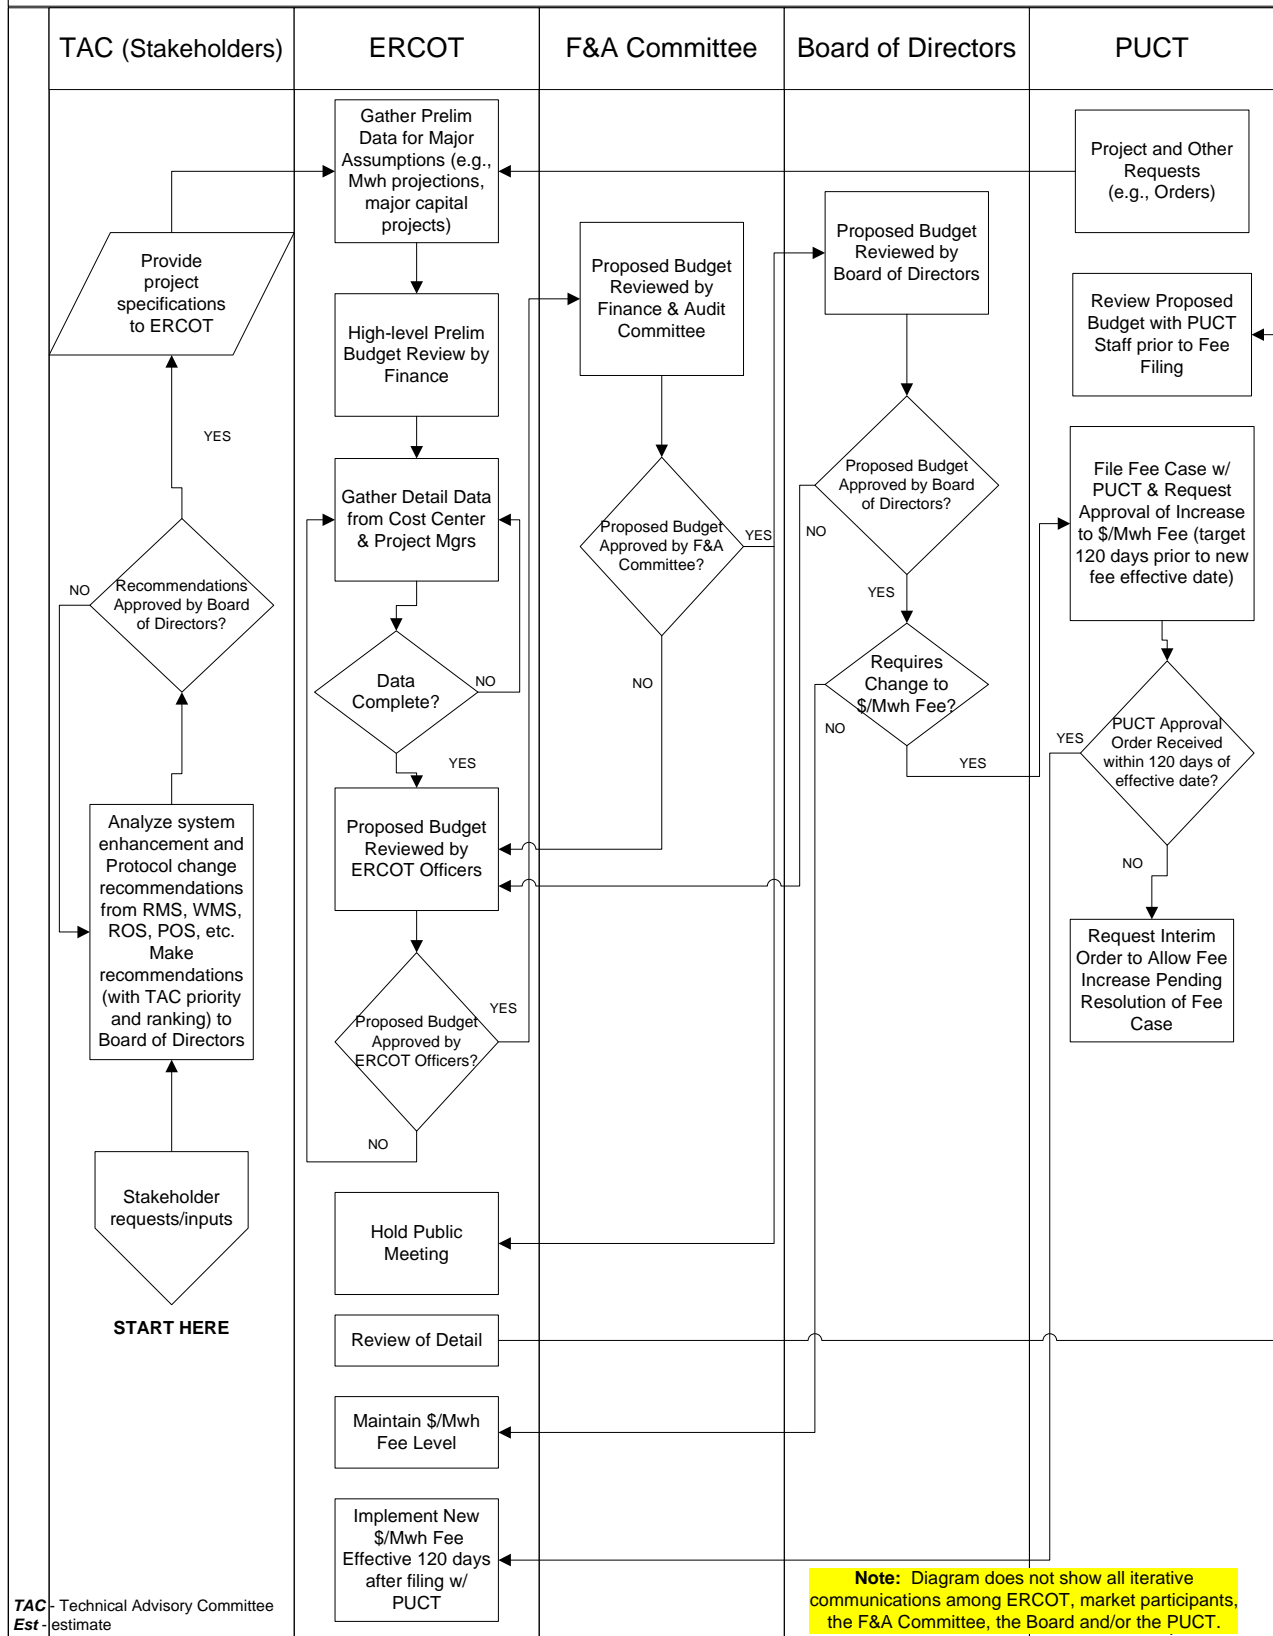 TAC (Stakeholders)
ERCOT
F&A Committee
Board of Directors
PUCT
Provide
project
specifications
to ERCOT
YES
Recommendations
Approved by Board
of Directors?
NO
Analyze system
enhancement and
Protocol change
recommendations
from RMS, WMS,
ROS, POS, etc.
Make
recommendations
(with TAC priority
and ranking) to
Board of Directors
Stakeholder
requests/inputs
START HERE
Gather Prelim
Data for Major
Assumptions (e.g.,
Mwh projections,
major capital
projects)
High-level Prelim
Budget Review by
Finance
Gather Detail Data
from Cost Center
& Project Mgrs
Data
Complete?
NO
YES
Proposed Budget
Reviewed by
ERCOT Officers
Proposed Budget
Approved by
ERCOT Officers?
YES
NO
Hold Public
Meeting
Review of Detail
Maintain $/Mwh
Fee Level
Implement New
$/Mwh Fee
Effective 120 days
after filing w/
PUCT
Proposed Budget
Reviewed by
Finance & Audit
Committee
Proposed Budget
Approved by F&A
Committee?
YES
NO
Proposed Budget
Reviewed by
Board of Directors
Proposed Budget
Approved by Board
of Directors?
NO
YES
Requires
Change to
$/Mwh Fee?
NO
YES
Project and Other
Requests
(e.g., Orders)
Review Proposed
Budget with PUCT
Staff prior to Fee
Filing
File Fee Case w/
PUCT & Request
Approval of Increase
to $/Mwh Fee (target
120 days prior to new
fee effective date)
PUCT Approval
Order Received
within 120 days of
effective date?
YES
NO
Request Interim
Order to Allow Fee
Increase Pending
Resolution of Fee
Case
TAC - Technical Advisory Committee
Est - estimate
Note: Diagram does not show all iterative
communications among ERCOT, market participants,
the F&A Committee, the Board and/or the PUCT.